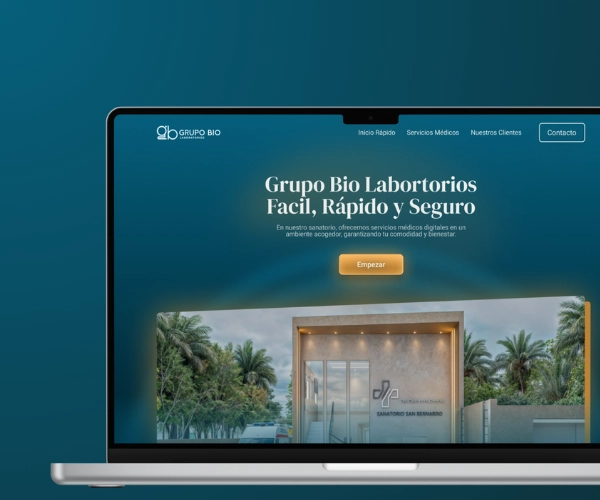 gb GRUPO BIO
LABORATORIOS
Inicio Rápido
Servicios Médicos
Nuestros Clientes
Contacto
Grupo Bio Labortorios
Facil, Rápido y Seguro
En nuestro sanatorio, ofrecemos servicios médicos digitales en un
ambiente acogedor, garantizando tu comodidad y bienestar.
Empezar
SANATORIO SAN BERNARDO